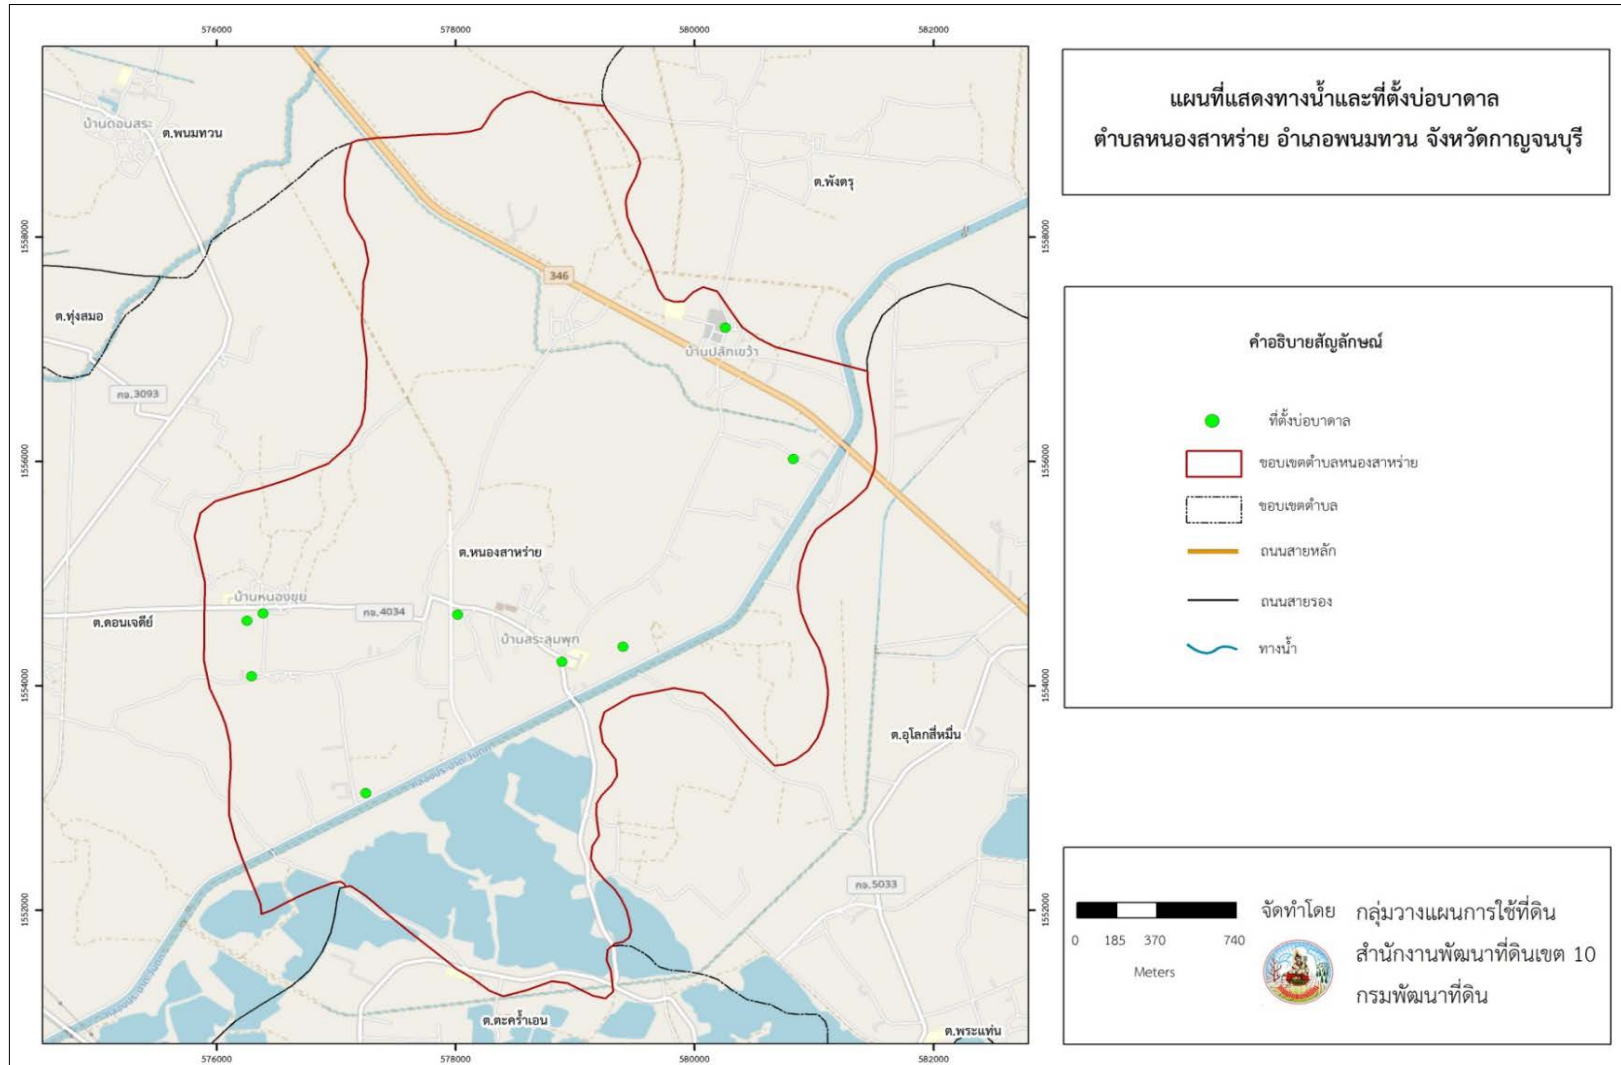 576000
578000
580000
582000
แผนที่แสดงทางน้ำและที่ตั้งบ่อบาดาล
ตำบลหนองสาหร่าย อำเภอพนมทวน จังหวัดกาญจนบุรี
บ้านดอนสระ
ต.พนมทวน
ต.พังตรุ
1558000
1558000
346
ต.ทุ่งสมอ
บ้านปลักเขว้า
กจ.3093
คำอธิบายสัญลักษณ์
ที่ตั้งบ่อบาดาล
ขอบเขตตำบลหนองสาหร่าย
ขอบเขตตำบล
ถนนสายหลัก
ถนนสายรอง
ทางน้ำ
1556000
1556000
ต.หนองสาหร่าย
บ้านหนองขุย
กจ.4034
ต.ดอนเจดีย์
บ้านสระลุมพุก
1554000
1554000
ต.อุโลกสี่หมื่น
กจ.5033
1552000
1552000
ต.ตะคร้ำเอน
ต.พระแท่น
576000
578000
580000
582000
0 185 370 740
Meters
จัดทำโดย กลุ่มวางแผนการใช้ที่ดิน
สำนักงานพัฒนาที่ดินเขต 10
กรมพัฒนาที่ดิน